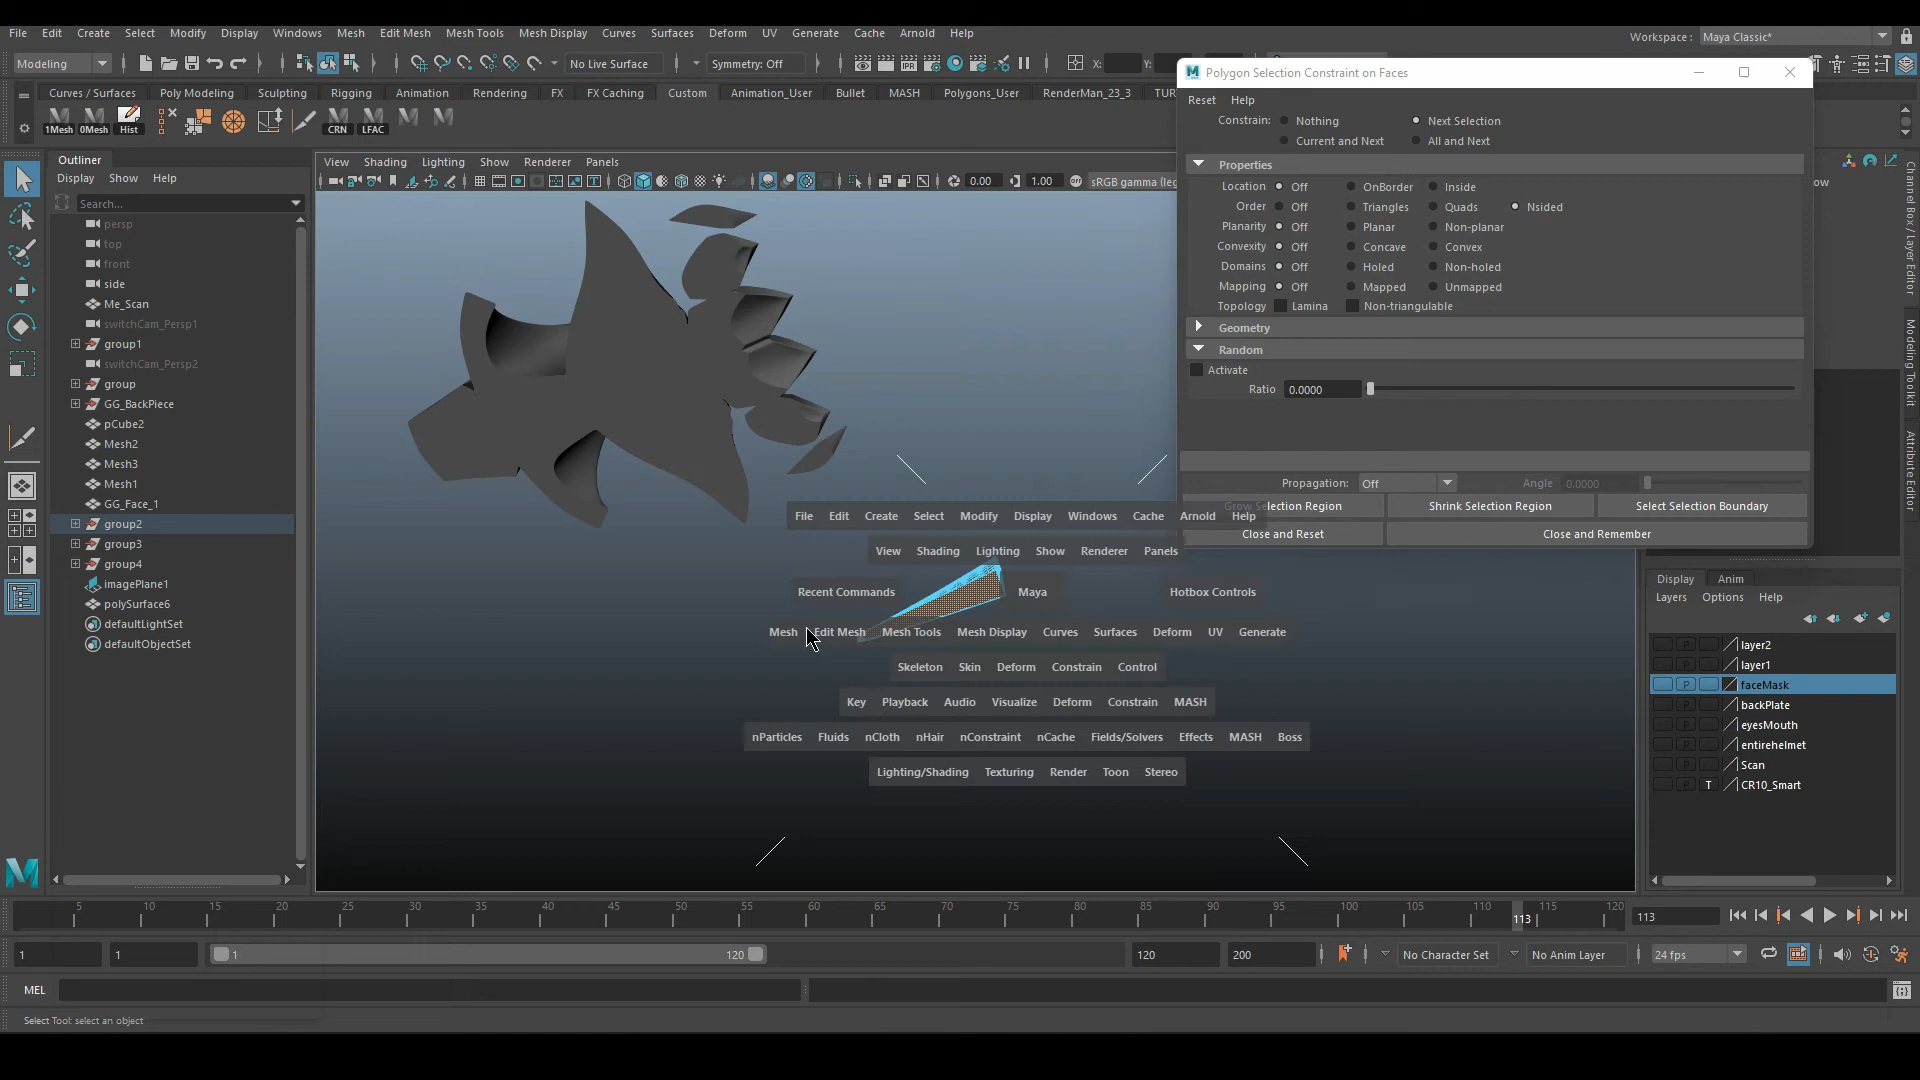 File Edit Create Select Modify Display Windows Mesh Edit Mesh Mesh Tools Mesh Display Curves Surfaces Deform UV Generate Cache Arnold Help
Workspace : Maya Classic*
Modeling No Live Surface Symmetry: Off X: Y:
Polygon Selection Constraint on Faces
Curves / Surfaces Poly Modeling Sculpting Rigging Animation Rendering FX FX Caching Custom Animation_User Bullet MASH Polygons_User RenderMan_23_3 TUR
1Mesh 0Mesh Hist CRN LFAC
Reset Help
Constrain: Nothing Next Selection
Current and Next All and Next
Properties
Location Off OnBorder Inside
Order Off Triangles Quads Nsided
Planarity Off Planar Non-planar
Convexity Off Concave Convex
Domains Off Holed Non-holed
Mapping Off Mapped Unmapped
Topology Lamina Non-triangulable
Geometry
Random
Activate
Ratio 0.0000
Propagation: Off Angle 0.0000
Selection Region Shrink Selection Region Select Selection Boundary
Close and Reset Close and Remember
Outliner
Display Show Help
Search...
persp
top
front
side
Me_Scan
switchCam_Persp1
group1
switchCam_Persp2
group
GG_BackPiece
pCube2
Mesh2
Mesh3
Mesh1
GG_Face_1
group2
group3
group4
imagePlane1
polySurface6
defaultLightSet
defaultObjectSet
View Shading Lighting Show Renderer Panels
0.00 1.00 sRGB gamma (leg
ow
File Edit Create Select Modify Display Windows Cache Arnold Help
View Shading Lighting Show Renderer Panels
Recent Commands Maya Hotbox Controls
Mesh Edit Mesh Mesh Tools Mesh Display Curves Surfaces Deform UV Generate
Skeleton Skin Deform Constrain Control
Key Playback Audio Visualize Deform Constrain MASH
nParticles Fluids nCloth nHair nConstraint nCache Fields/Solvers Effects MASH Boss
Lighting/Shading Texturing Render Toon Stereo
Channel Box / Layer Editor
Modeling Toolkit
Attribute Editor
Display Anim
Layers Options Help
layer2
layer1
faceMask
backPlate
eyesMouth
entirehelmet
Scan
T CR10_Smart
5 10 15 20 25 30 35 40 45 50 55 60 65 70 75 80 85 90 95 100 105 110 113 115 120 113
1 1 1 120 120 200 No Character Set No Anim Layer 24 fps
MEL
Select Tool: select an object